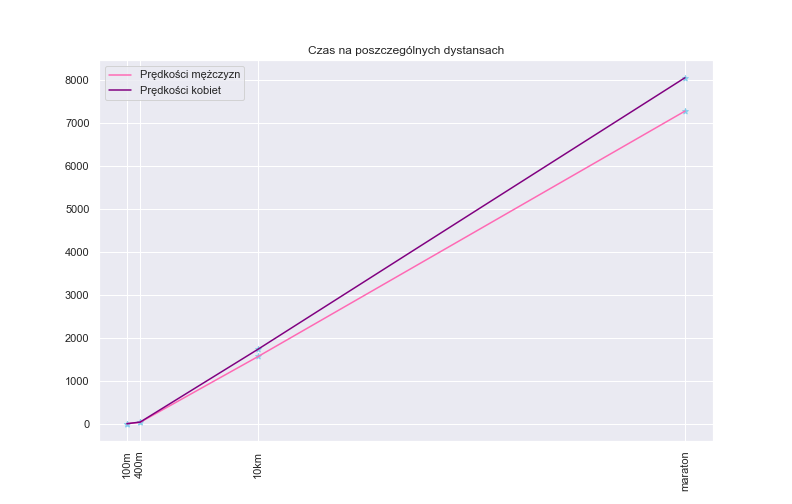 Czas na poszczególnych dystansach
Prędkości mężczyzn
Prędkości kobiet
8000
7000
6000
5000
4000
3000
2000
1000
0
100m
400m
10km
maraton